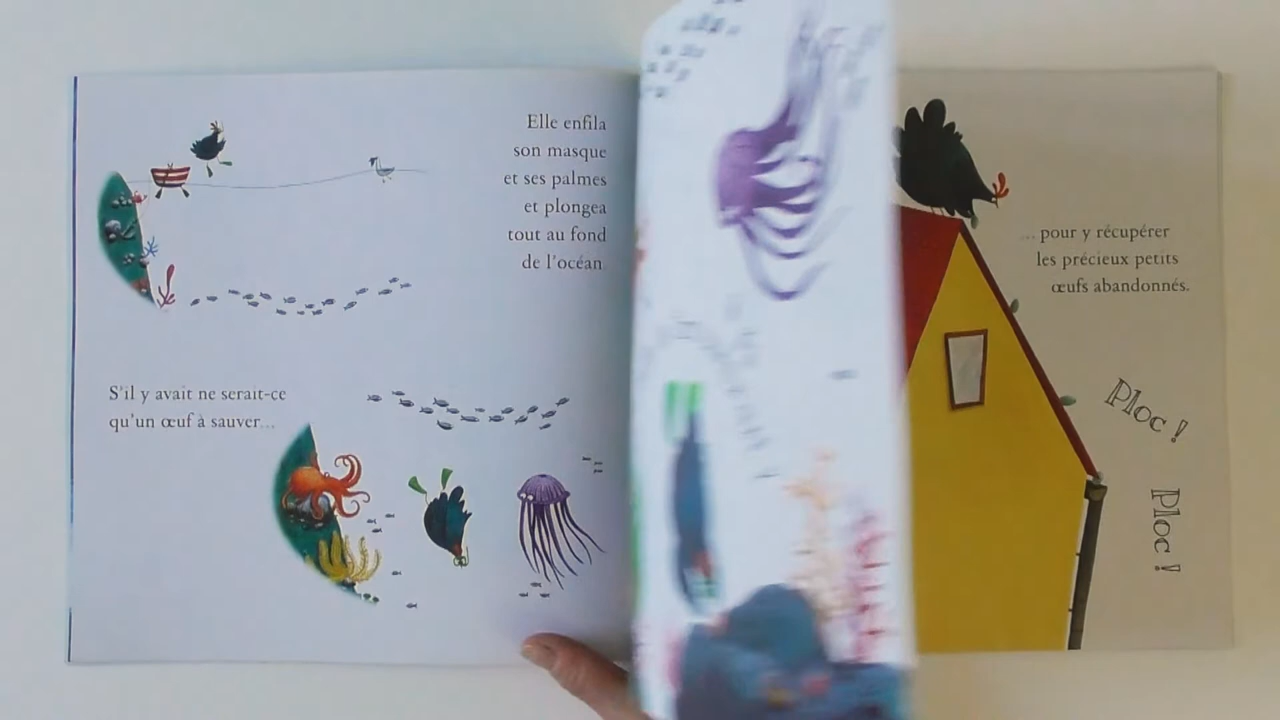 Elle enfila
son masque
et ses palmes
et plongea
tout au fond
de l'océan.
S'il y avait ne serait-ce
qu'un œuf à sauver...
... pour y récupérer
les précieux petits
œufs abandonnés.
Ploc !
Ploc !